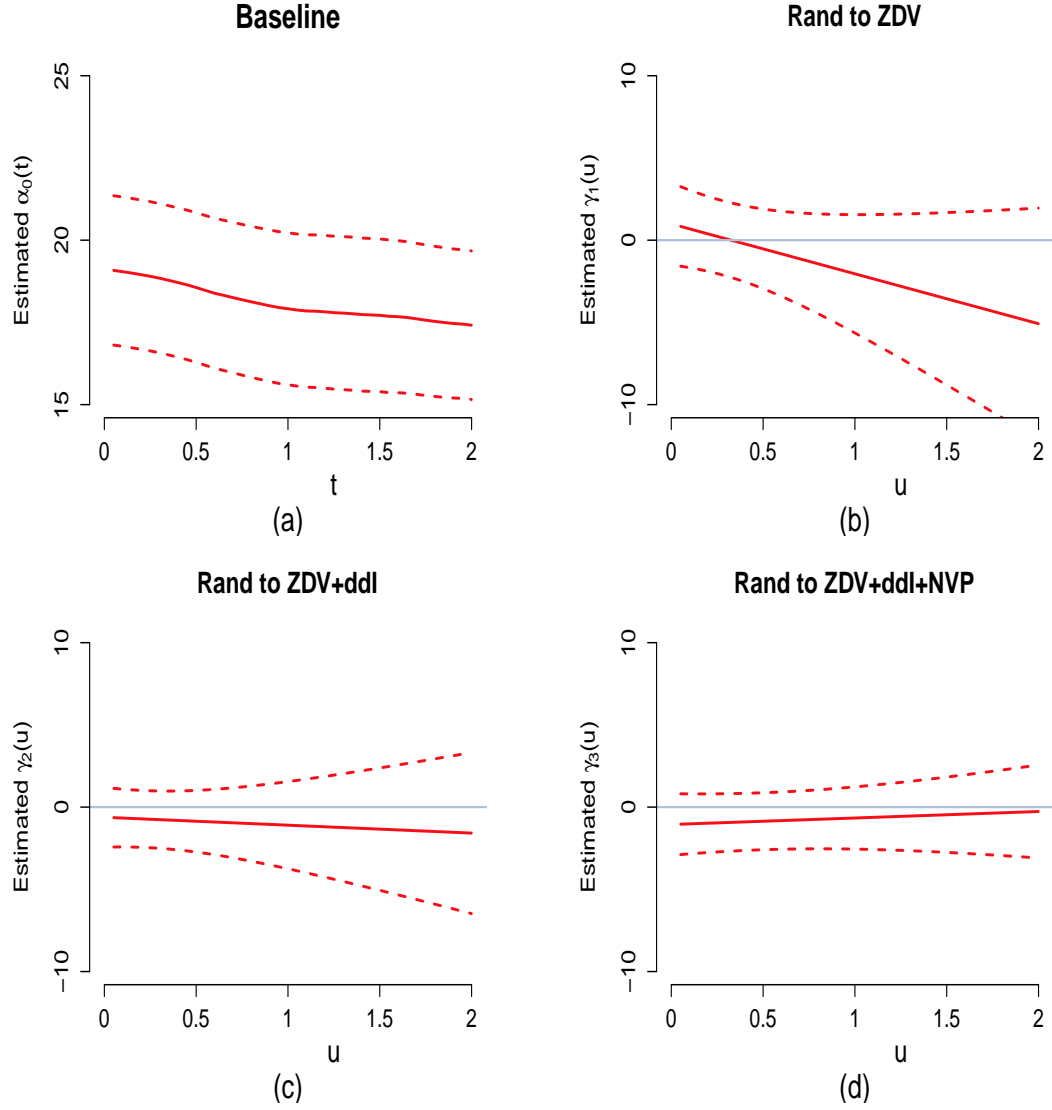 Baseline
Estimated α₀(t)
25
20
15
0 0.5 1 1.5 2
t
(a)
Rand to ZDV
Estimated γ₁(u)
10
0
−10
0 0.5 1 1.5 2
u
(b)
Rand to ZDV+ddI
Estimated γ₂(u)
10
0
−10
0 0.5 1 1.5 2
u
(c)
Rand to ZDV+ddI+NVP
Estimated γ₃(u)
10
0
−10
0 0.5 1 1.5 2
u
(d)